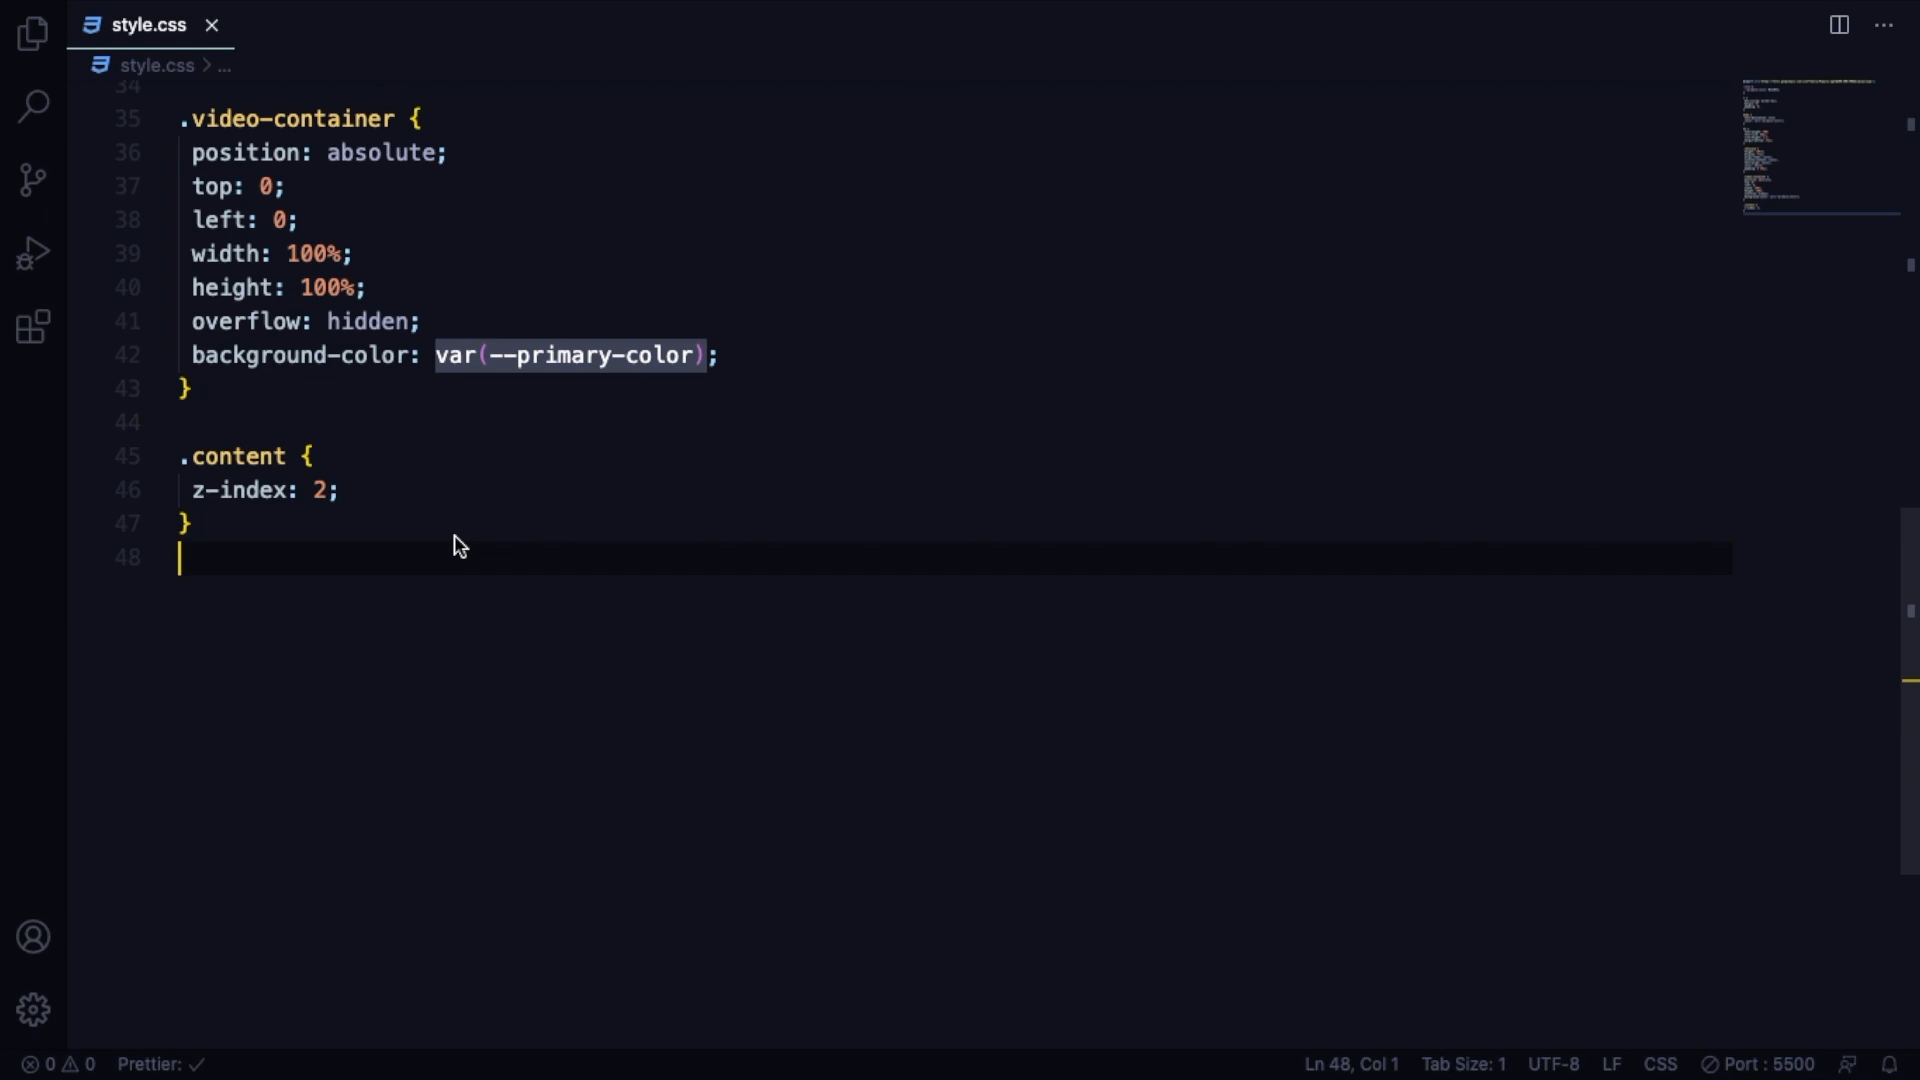 style.css
style.css > ...
34
35 .video-container {
36 position: absolute;
37 top: 0;
38 left: 0;
39 width: 100%;
40 height: 100%;
41 overflow: hidden;
42 background-color: var(--primary-color);
43 }
44
45 .content {
46 z-index: 2;
47 }
48
0 0 Prettier: ✓ Ln 48, Col 1 Tab Size: 1 UTF-8 LF CSS Port : 5500